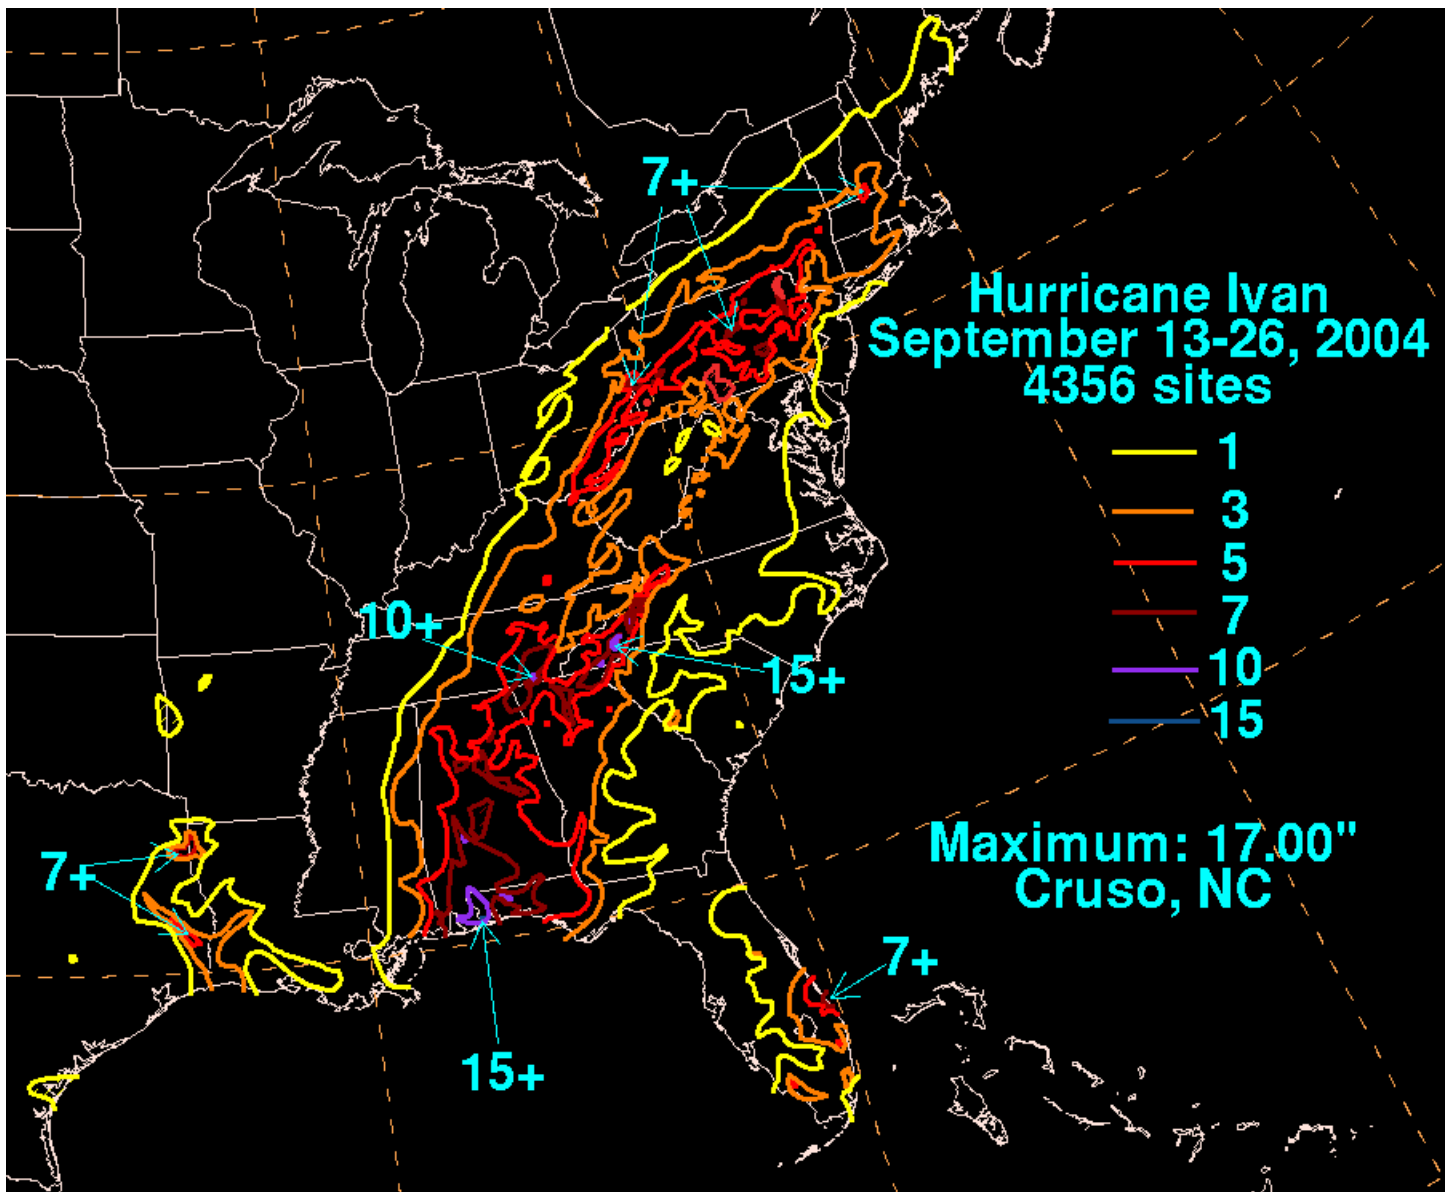 7+
Hurricane Ivan
September 13-26, 2004
4356 sites
1
3
5
7
10
15
10+
15+
Maximum: 17.00"
Cruso, NC
7+
7+
15+